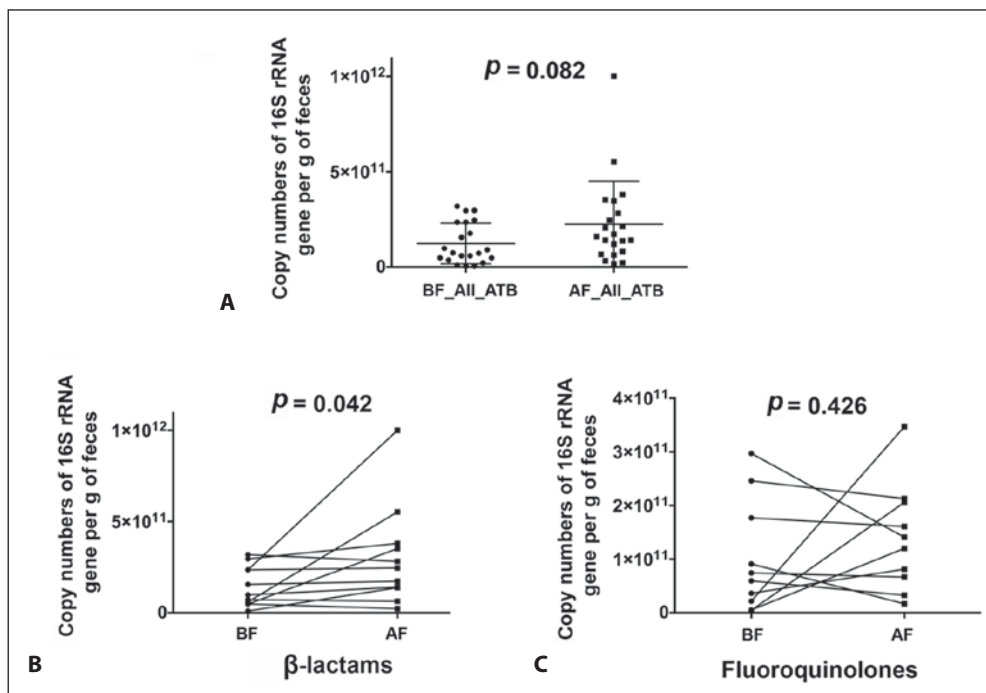 Copy numbers of 16S rRNA
gene per g of feces
1×10¹²
5×10¹¹
0
p = 0.082
BF_All_ATB
AF_All_ATB
A
Copy numbers of 16S rRNA
gene per g of feces
1×10¹²
5×10¹¹
0
p = 0.042
BF
AF
β-lactams
B
Copy numbers of 16S rRNA
gene per g of feces
4×10¹¹
3×10¹¹
2×10¹¹
1×10¹¹
0
p = 0.426
BF
AF
Fluoroquinolones
C